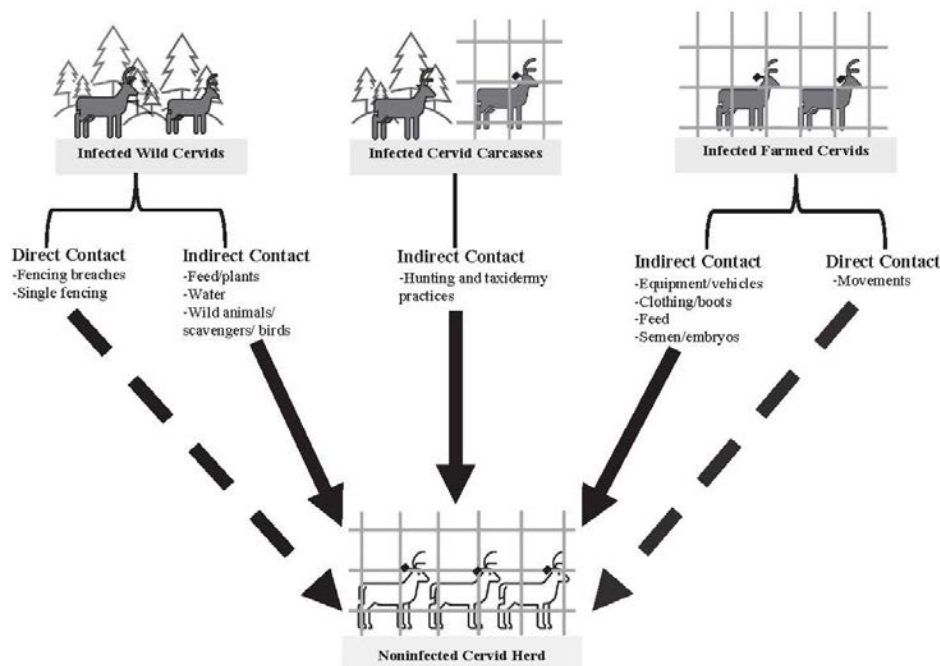 Infected Wild Cervids
Infected Cervid Carcasses
Infected Farmed Cervids
Direct Contact
-Fencing breaches
-Single fencing
Indirect Contact
-Feed/plants
-Water
-Wild animals/
scavengers/ birds
Indirect Contact
-Hunting and taxidermy
practices
Indirect Contact
-Equipment/vehicles
-Clothing/boots
-Feed
-Semen/embryos
Direct Contact
-Movements
Noninfected Cervid Herd